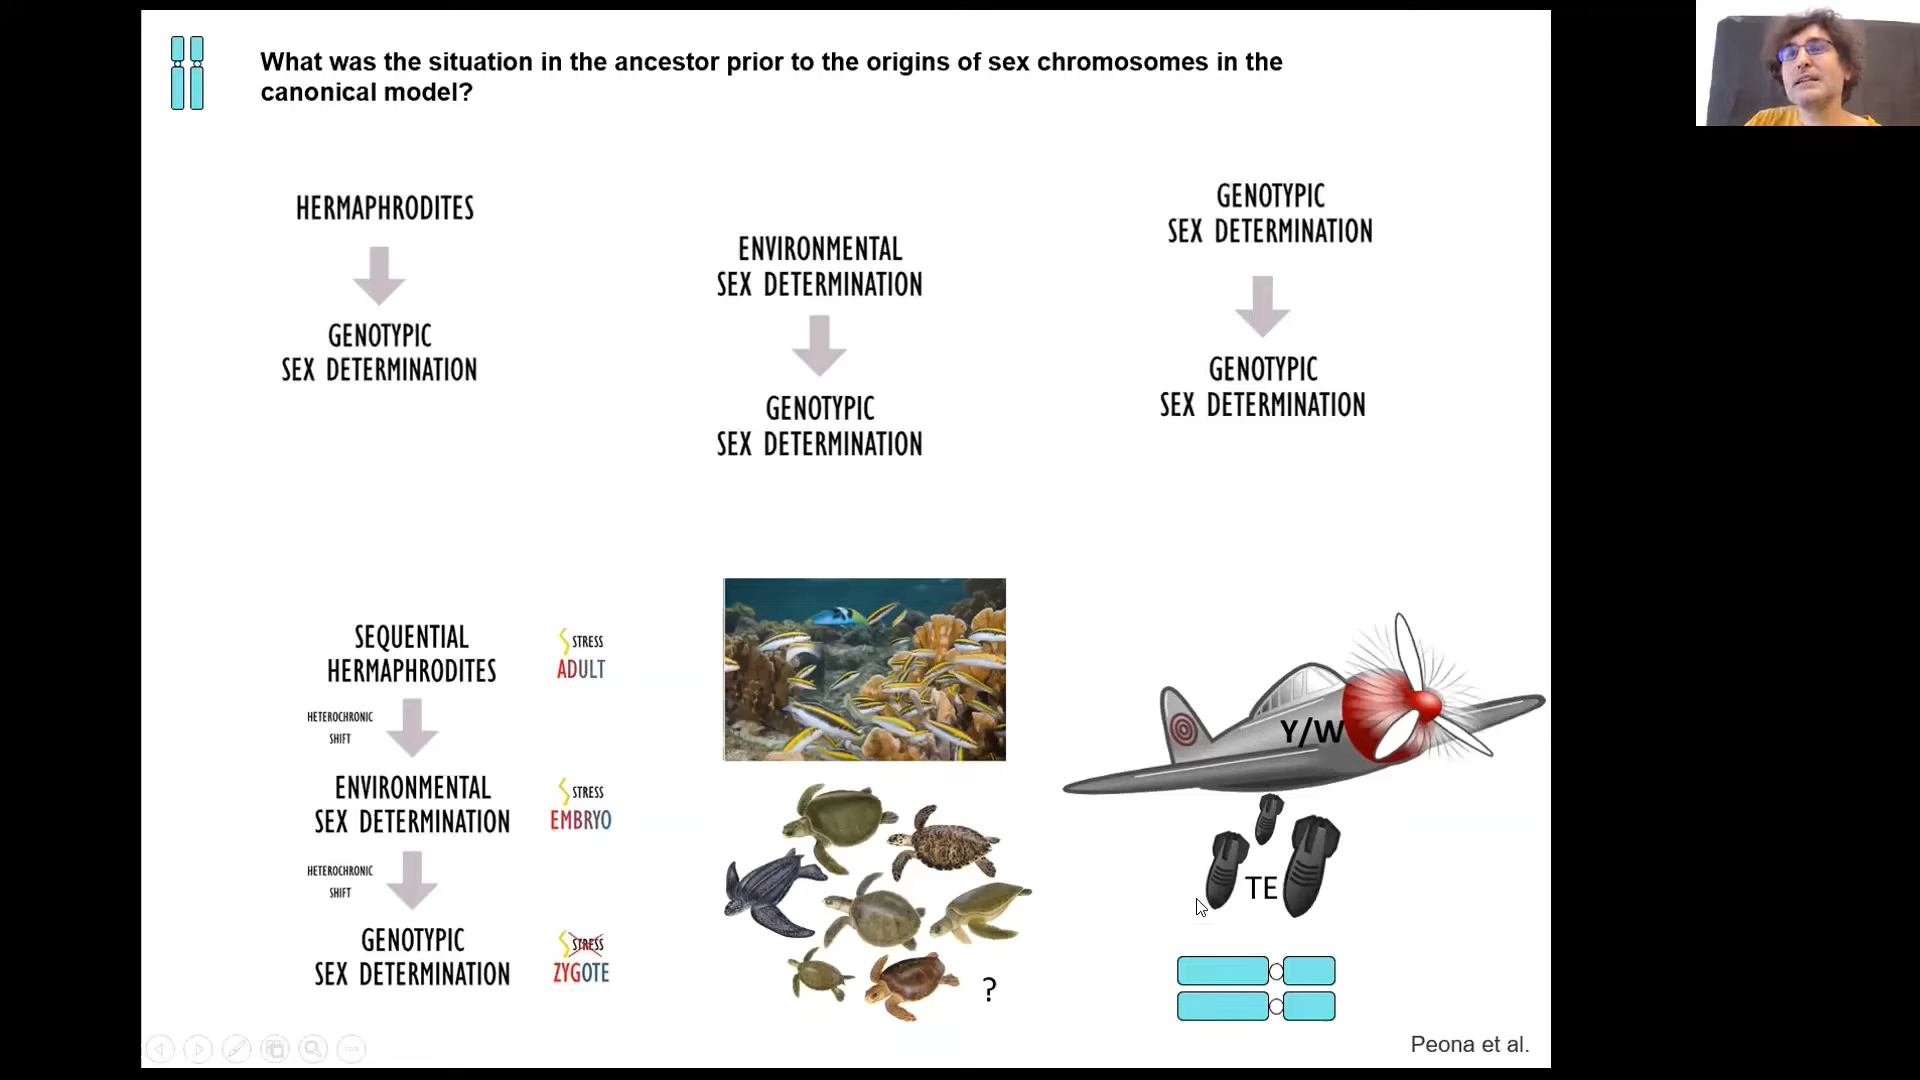 What was the situation in the ancestor prior to the origins of sex chromosomes in the
canonical model?
HERMAPHRODITES
GENOTYPIC
SEX DETERMINATION
ENVIRONMENTAL
SEX DETERMINATION
GENOTYPIC
SEX DETERMINATION
GENOTYPIC
SEX DETERMINATION
GENOTYPIC
SEX DETERMINATION
SEQUENTIAL
HERMAPHRODITES
STRESS
ADULT
HETEROCHRONIC
SHIFT
ENVIRONMENTAL
SEX DETERMINATION
STRESS
EMBRYO
HETEROCHRONIC
SHIFT
GENOTYPIC
SEX DETERMINATION
STRESS
ZYGOTE
?
Y/W
TE
Peona et al.